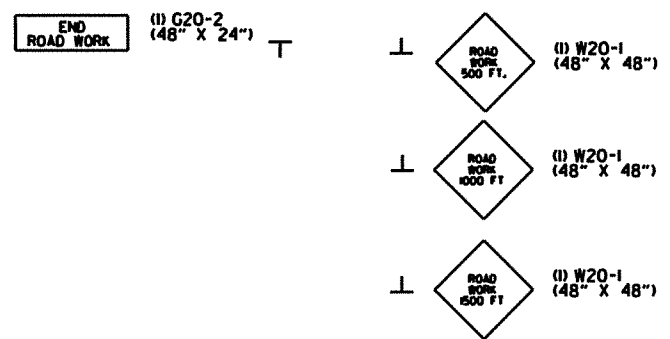 END
ROAD WORK
(1) G20-2
(48" X 24")
ROAD
WORK
500 FT.
(1) W20-1
(48" X 48")
ROAD
WORK
1000 FT
(1) W20-1
(48" X 48")
ROAD
WORK
1500 FT
(1) W20-1
(48" X 48")